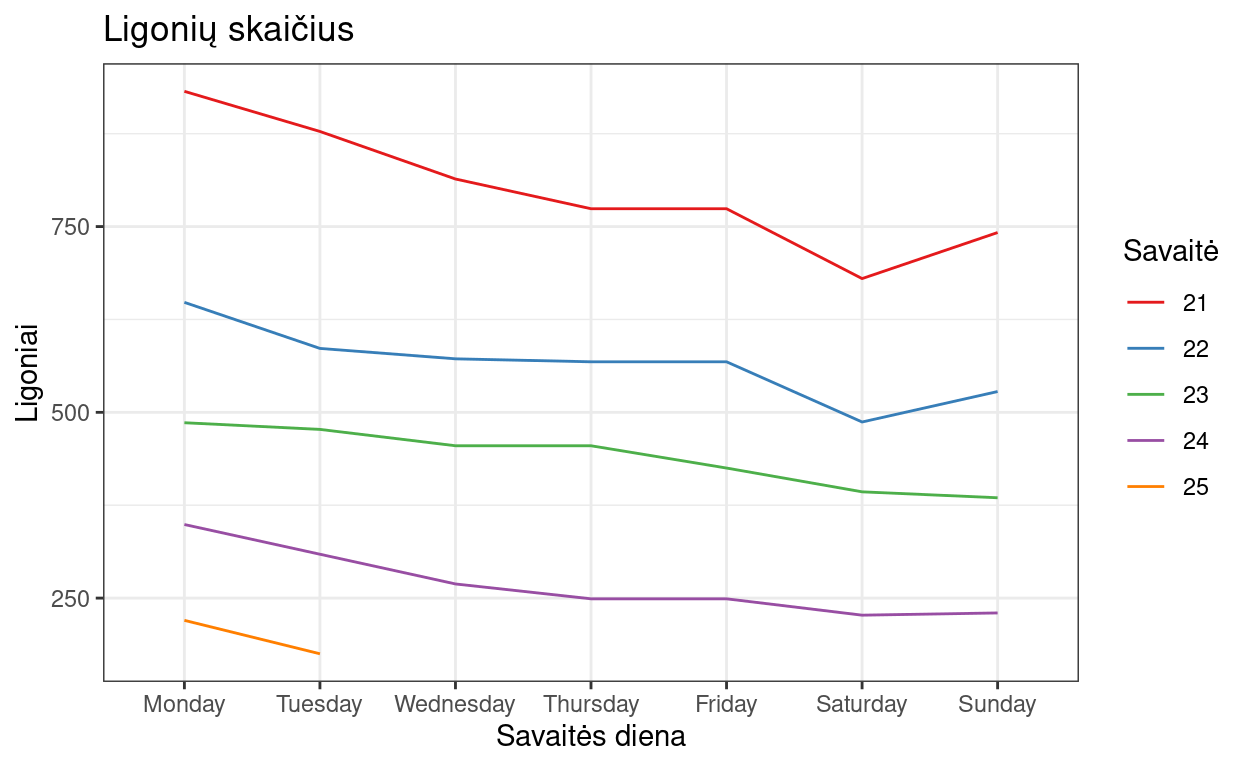 Ligonių skaičius
Ligoniai
750
500
250
Monday Tuesday Wednesday Thursday Friday Saturday Sunday
Savaitės diena
Savaitė
21
22
23
24
25